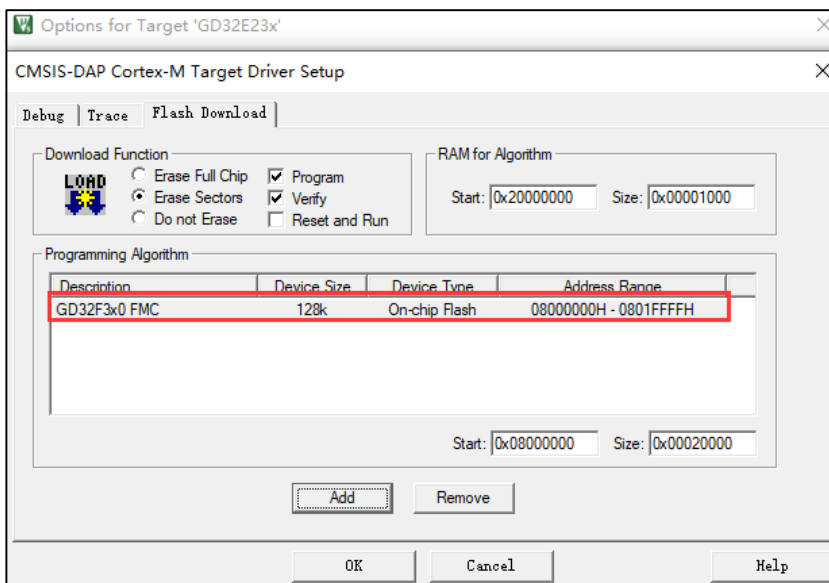 Options for Target 'GD32E23x'
CMSIS-DAP Cortex-M Target Driver Setup
Debug Trace Flash Download
Download Function
LOAD
Erase Full Chip Program
Erase Sectors Verify
Do not Erase Reset and Run
RAM for Algorithm
Start: 0x20000000 Size: 0x00001000
Programming Algorithm
Description Device Size Device Type Address Range
GD32F3x0 FMC 128k On-chip Flash 08000000H - 0801FFFFH
Start: 0x08000000 Size: 0x00020000
Add Remove
OK Cancel Help